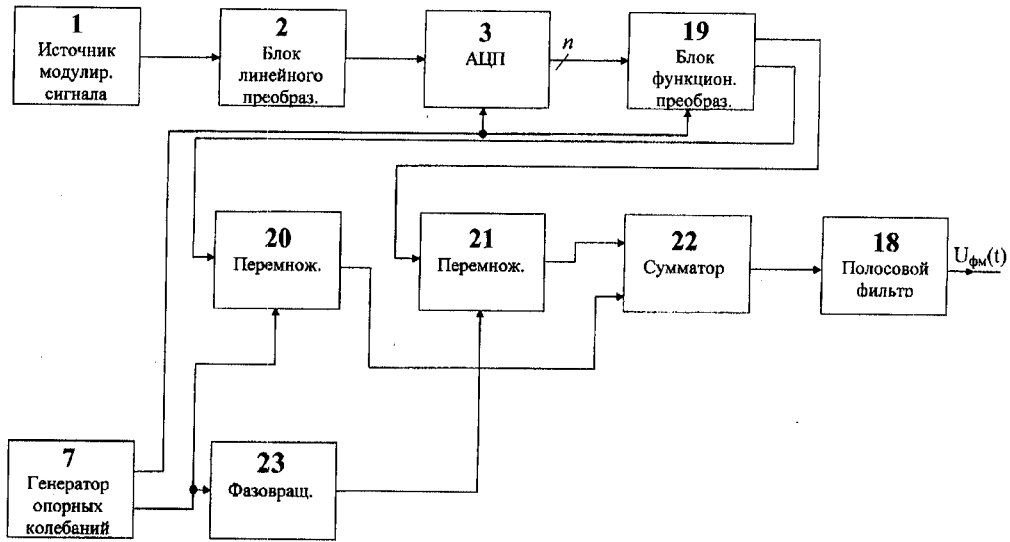 1
Источник
модулир.
сигнала
2
Блок
линейного
преобраз.
3
АЦП
n
19
Блок
функцион.
преобраз.
20
Перемнож.
21
Перемнож.
22
Сумматор
18
Полосовой
фильтр
Uфм(t)
7
Генератор
опорных
колебаний
23
Фазовращ.